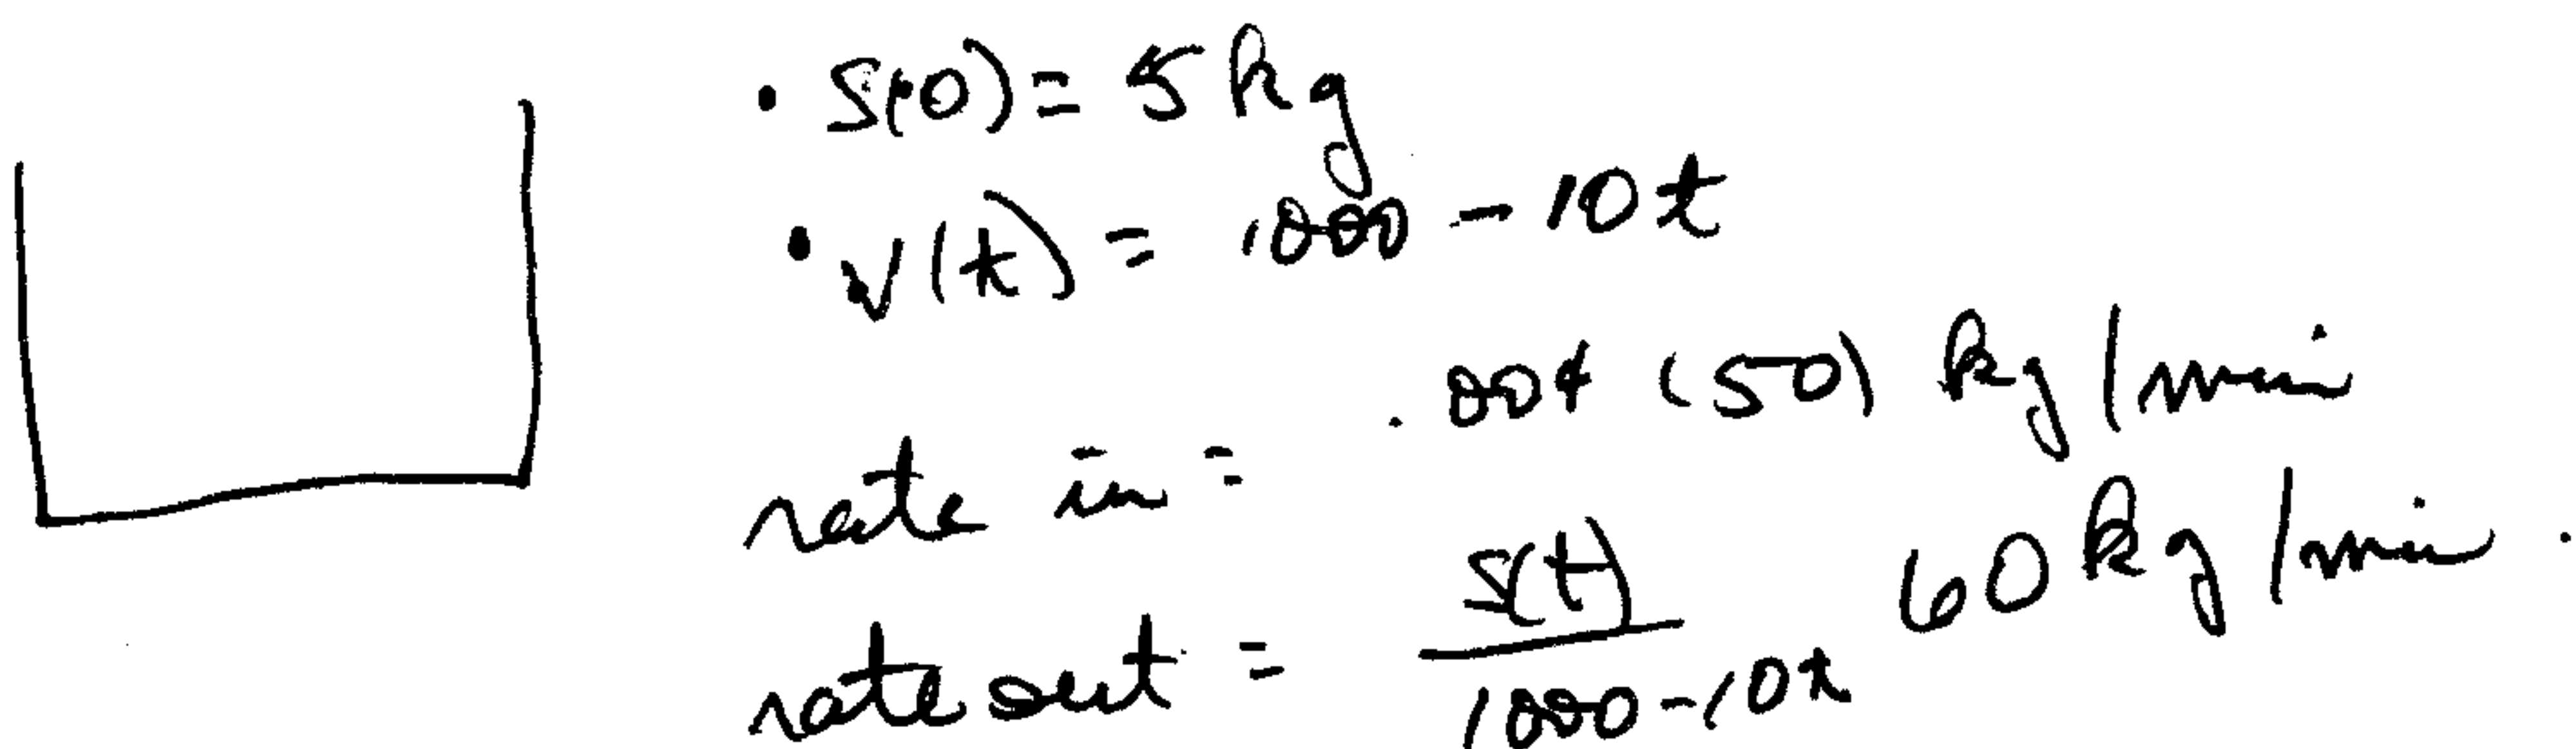 • S(0) = 5 kg
• V(t) = 1000 - 10t
rate in = .004 (50) kg/min
rate out = S(t)/(1000-10t) 60 kg/min.